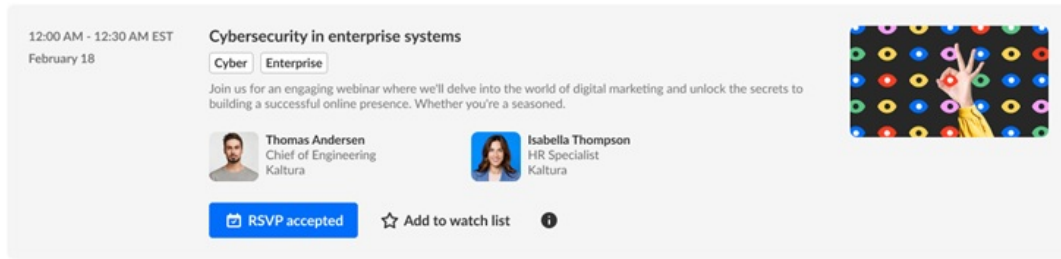 12:00 AM - 12:30 AM EST
February 18
Cybersecurity in enterprise systems
Cyber
Enterprise
Join us for an engaging webinar where we'll delve into the world of digital marketing and unlock the secrets to
building a successful online presence. Whether you're a seasoned.
Thomas Andersen
Chief of Engineering
Kaltura
Isabella Thompson
HR Specialist
Kaltura
RSVP accepted
Add to watch list